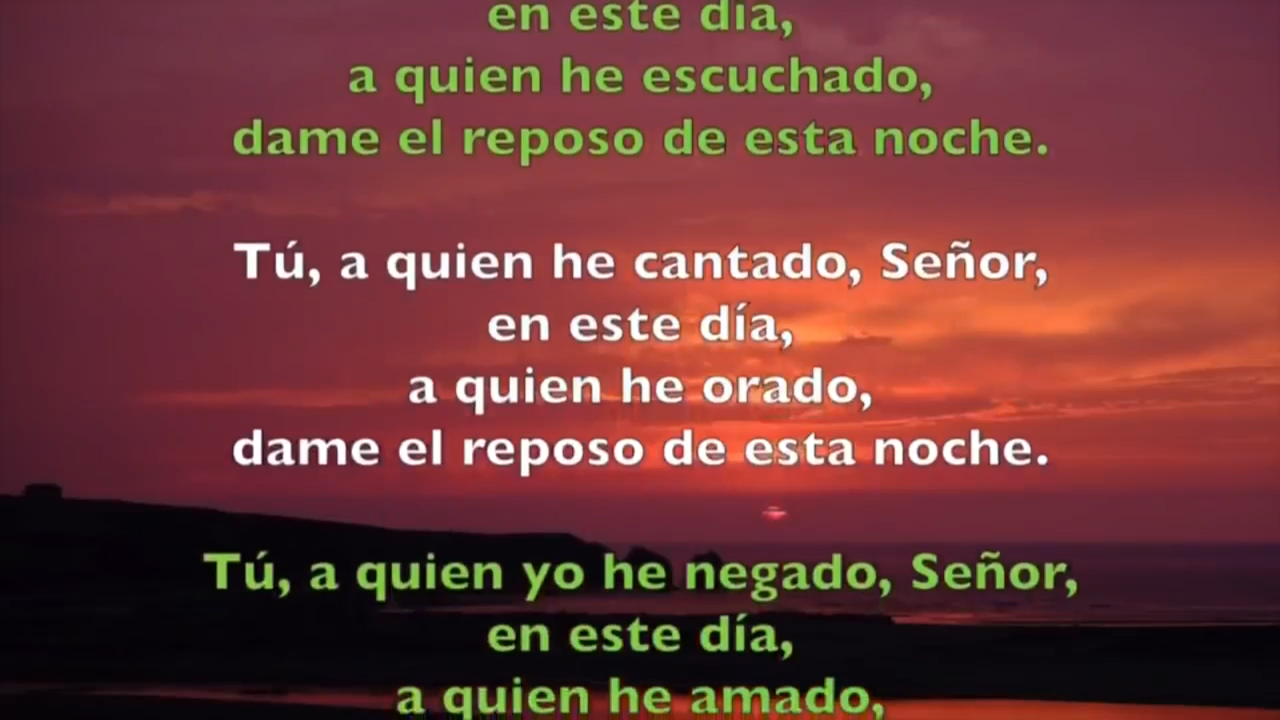 en este día,
a quien he escuchado,
dame el reposo de esta noche.
Tú, a quien he cantado, Señor,
en este día,
a quien he orado,
dame el reposo de esta noche.
Tú, a quien yo he negado, Señor,
en este día,
a quien he amado,